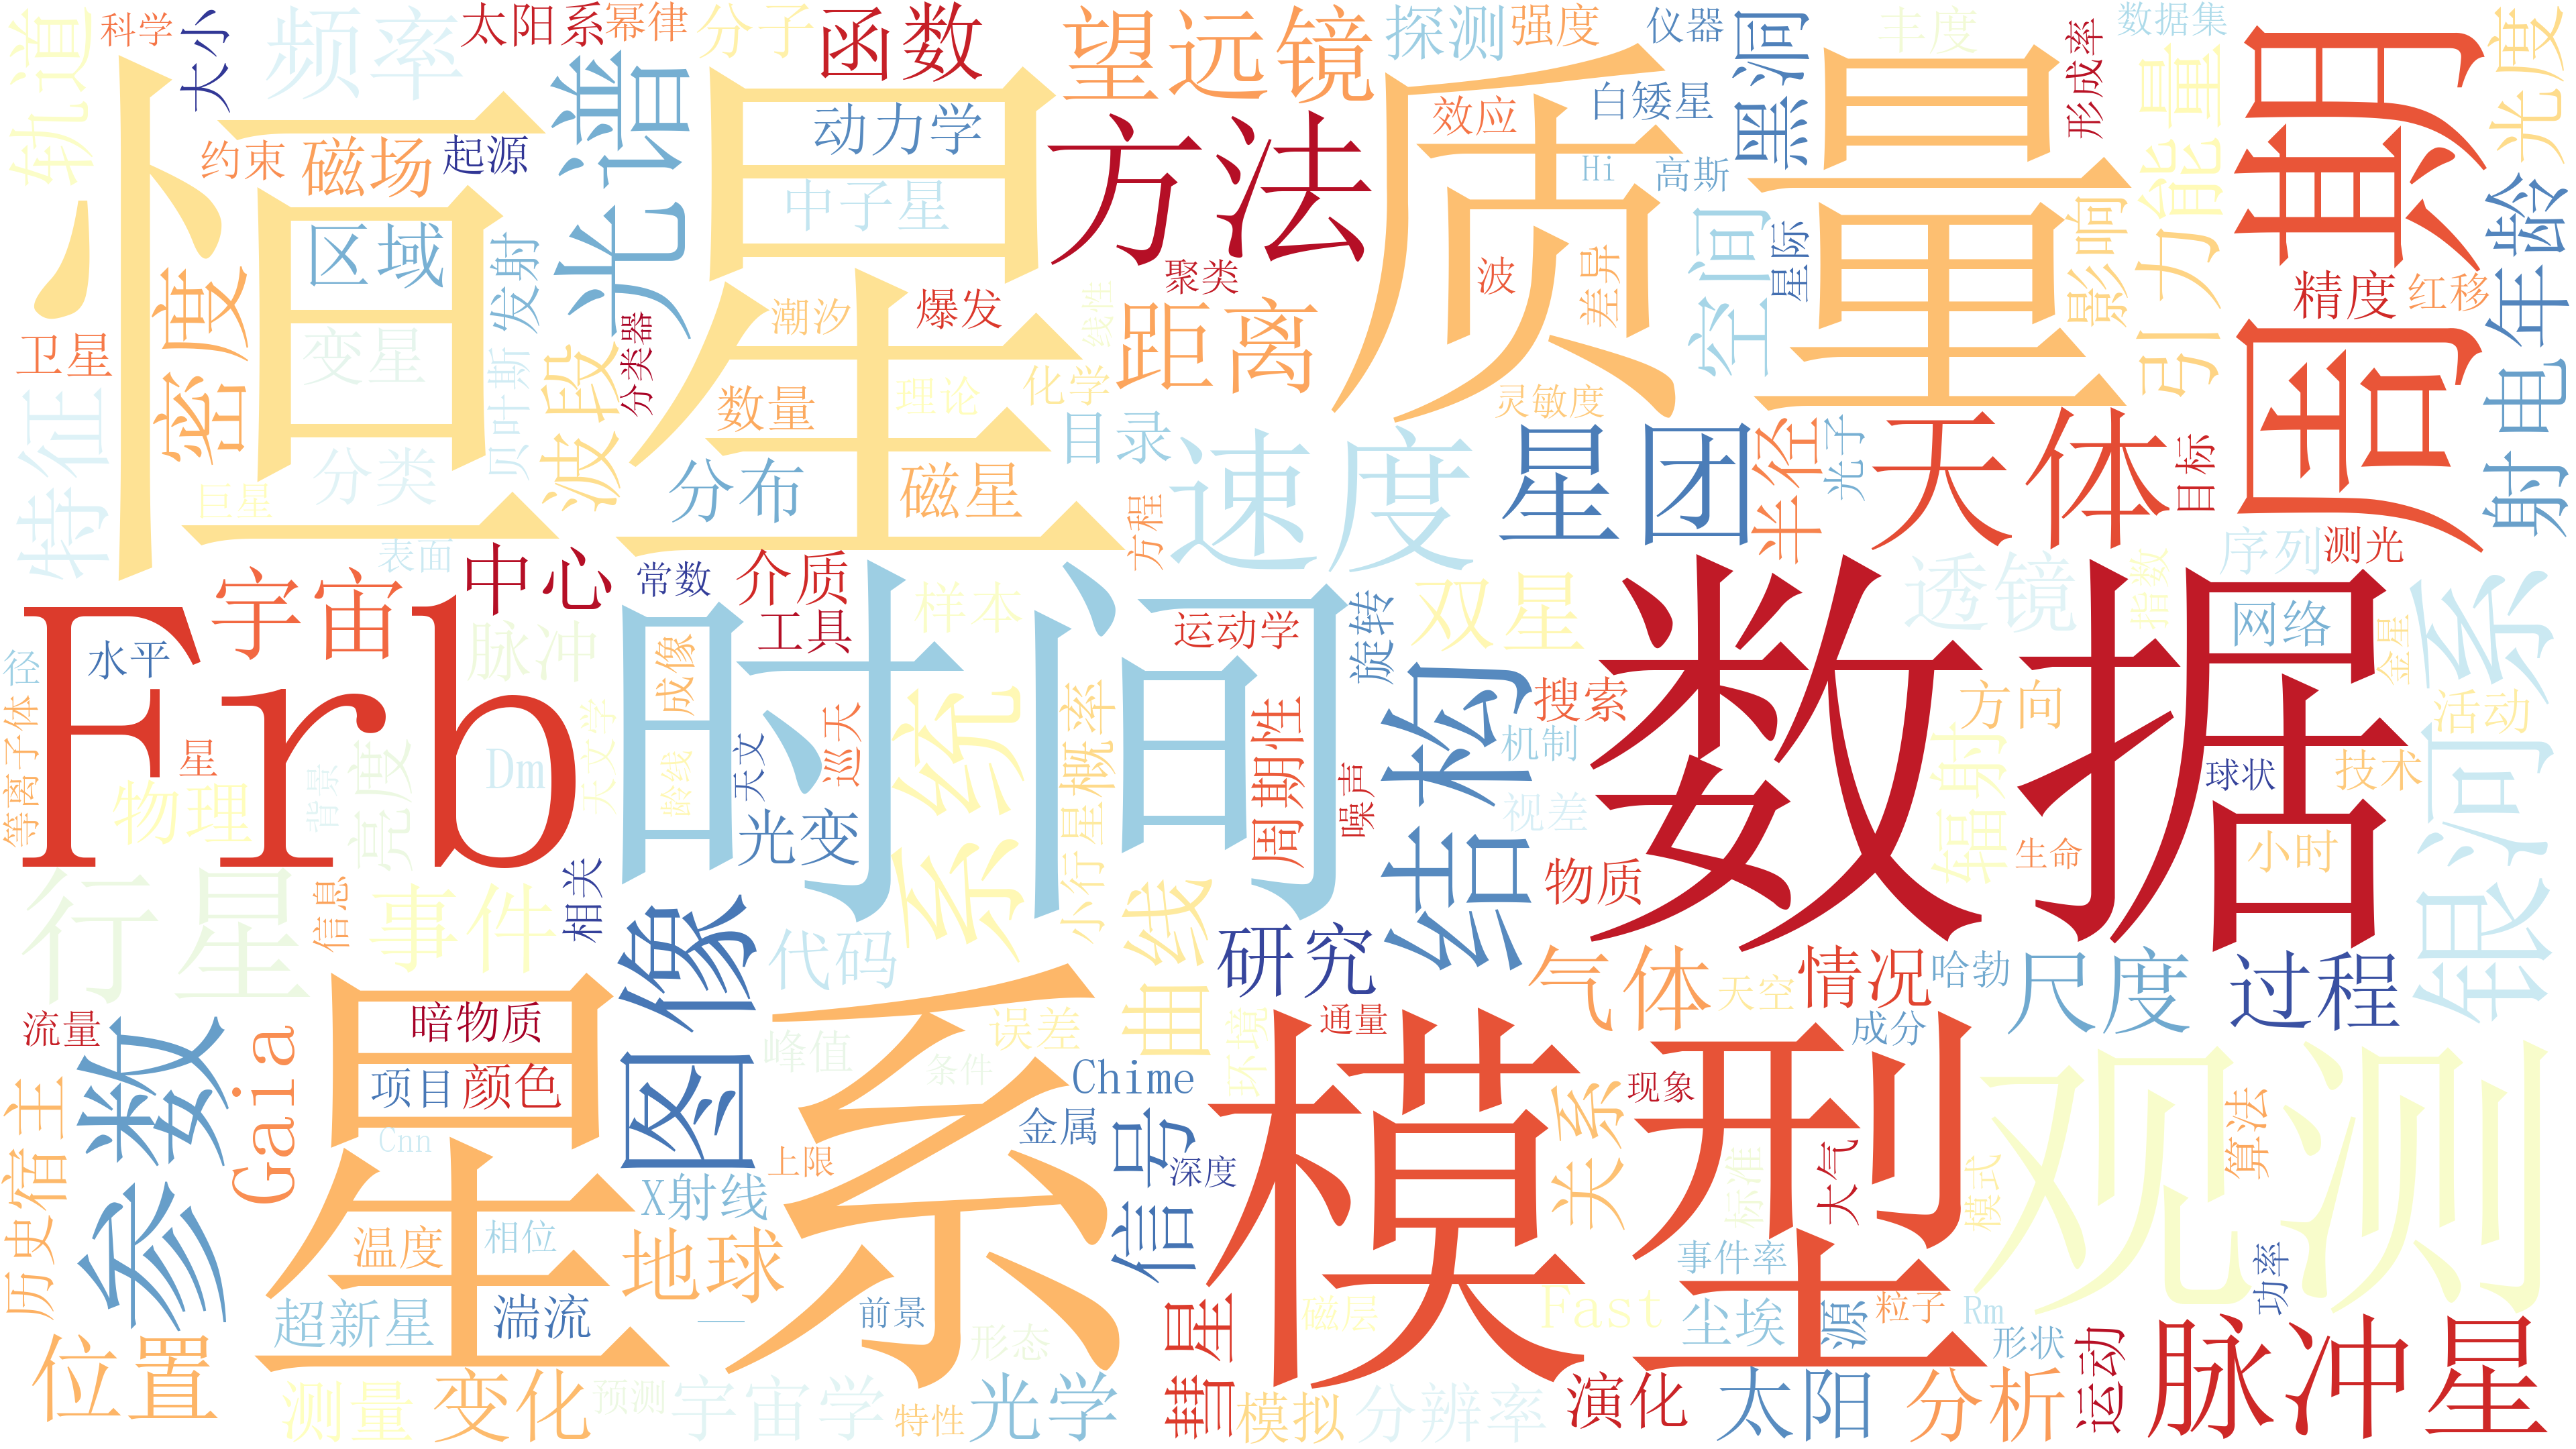 科学
大小
频率
太阳系
幂律
分子
函数
望远镜
探测
强度
仪器
黑洞
丰度
形成率
数据集
光度
轨道
恒星
光谱
动力学
中子星
方法
质量
效应
白矮星
Hi
高斯
引力能量
周期
约束
磁场
起源
区域
密度
发射
卫星
变星
贝叶斯
分类器
波段
潮汐
爆发
聚类
线性
距离
波
差异
空间
星际
影响
精度
红移
年龄
特征
分类
巨星
分布
数量
理论
化学
磁星
目录
方程
速度
灵敏度
星团
半径
光子
天体
目标
射电
表面
中心
常数
介质
工具
样本
运动学
双星
旋转
透镜
指数
序列
测光
Frb
宇宙
脉冲
时间
成像
系统
概率
周期性
结构
搜索
机制
数据
方向
网络
金星
活动
银河系
径
水平
等离子体
星
物理
背景
亮度
Dm
天文学
龄线
天文
巡天
光变
小行星
噪声
视差
物质
辐射
球状
技术
小时
生命
行星
信息
事件
相关
图像
代码
曲线
研究
气体
天空
情况
哈勃
尺度
过程
流量
参数
Gaia
暗物质
项目
颜色
Cnn
星系
峰值
条件
误差
环境
通量
模型
成分
观测
宿主
历史
温度
相位
X射线
上限
金属
Chime
信号
深度
关系
现象
大气
标准
模式
算法
位置
超新星
湍流
地球
一
前景
形态
彗星
磁层
Fast
事件率
尘埃
源
粒子
Rm
形状
功率
测量
变化
预测
宇宙学
特性
光学
模拟
分辨率
演化
太阳
分析
运动
脉冲星